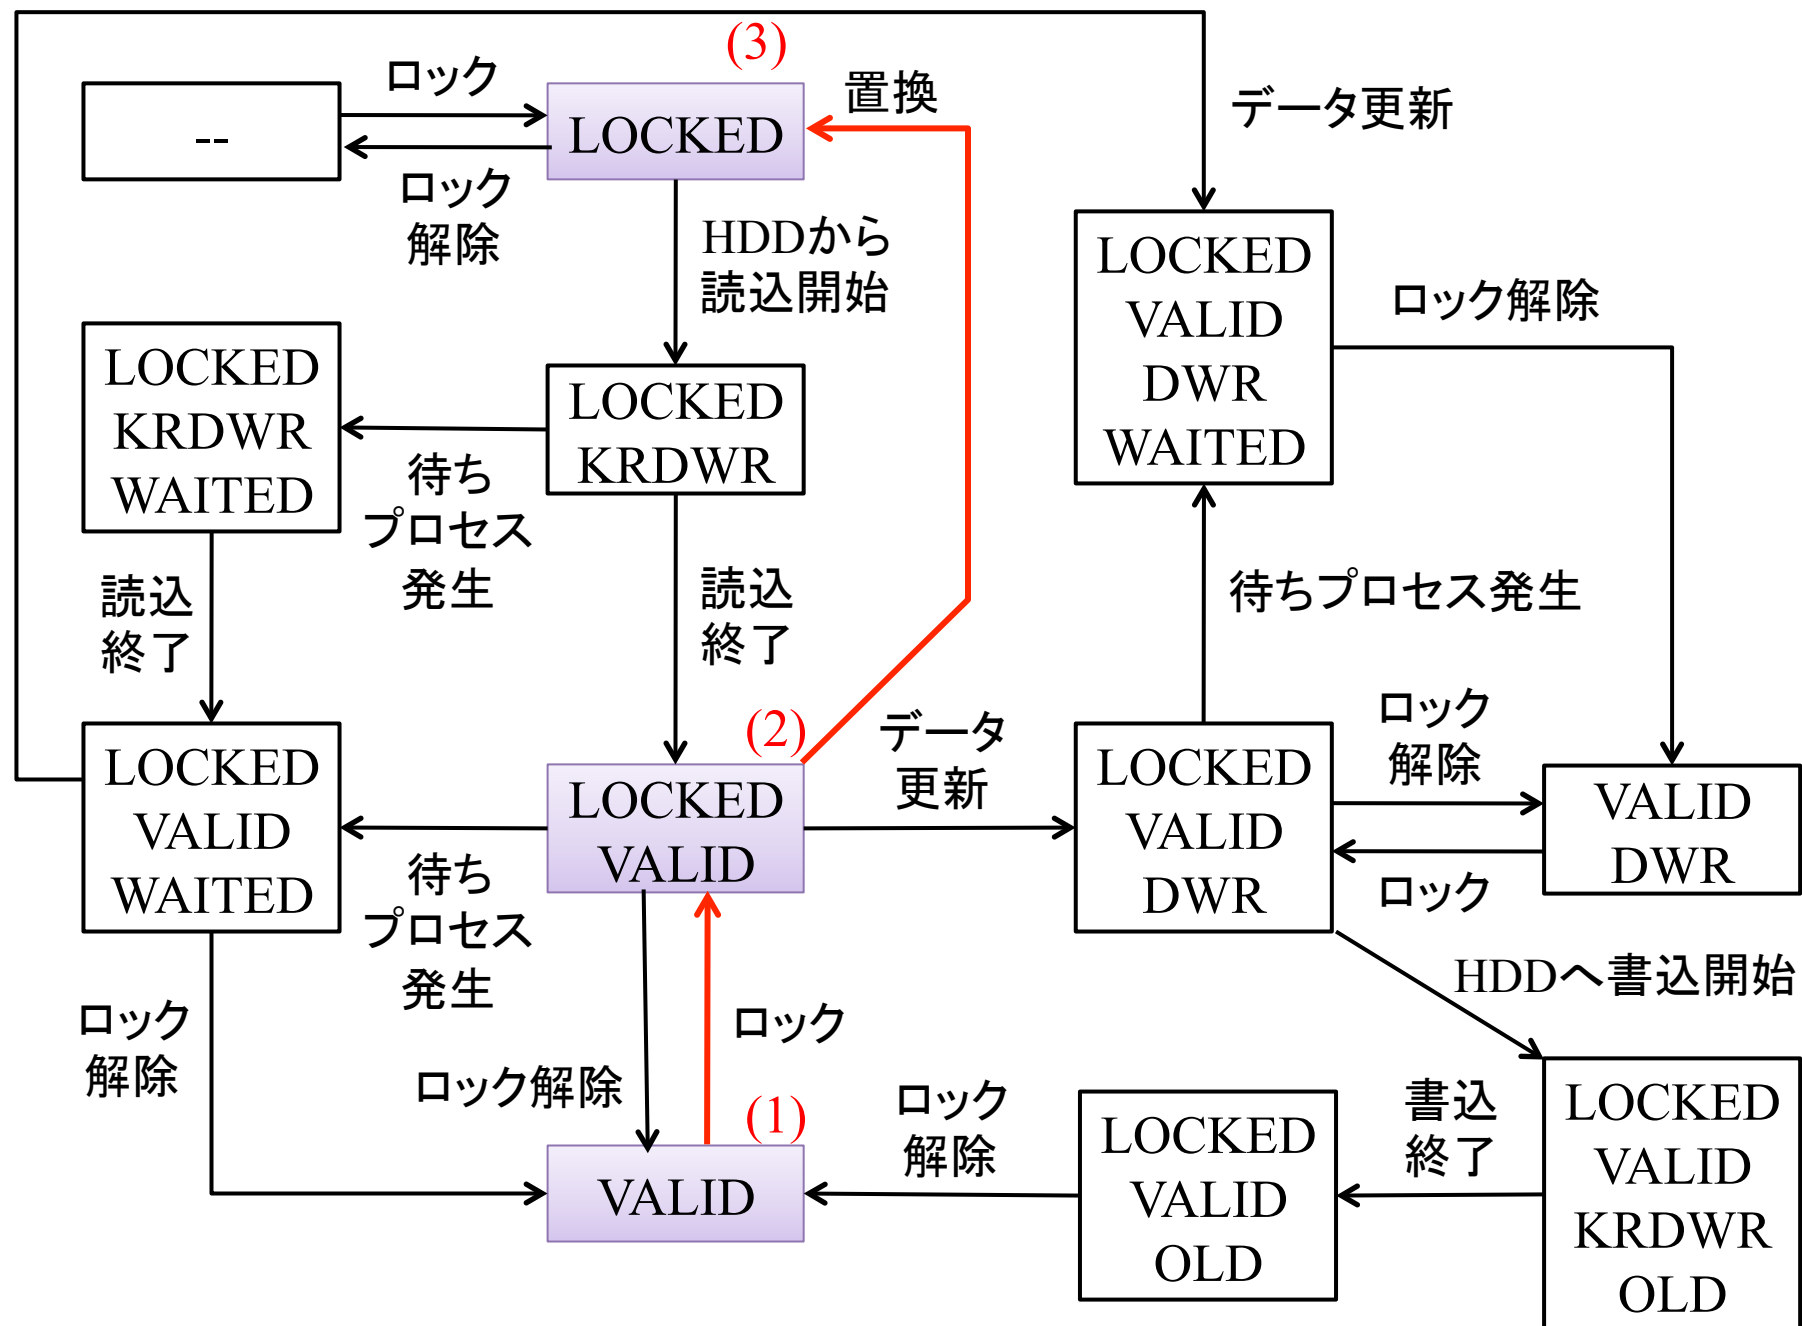 (3)
ロック
置換
--
LOCKED
データ更新
ロック
解除
HDDから
読込開始
LOCKED
VALID
DWR
WAITED
ロック解除
LOCKED
KRDWR
WAITED
LOCKED
KRDWR
待ち
プロセス
発生
読込
終了
読込
終了
待ちプロセス発生
(2)
データ
更新
ロック
解除
LOCKED
VALID
WAITED
LOCKED
VALID
LOCKED
VALID
DWR
VALID
DWR
ロック
待ち
プロセス
発生
HDDへ書込開始
ロック
解除
ロック
ロック解除
(1)
ロック
解除
書込
終了
VALID
LOCKED
VALID
OLD
LOCKED
VALID
KRDWR
OLD